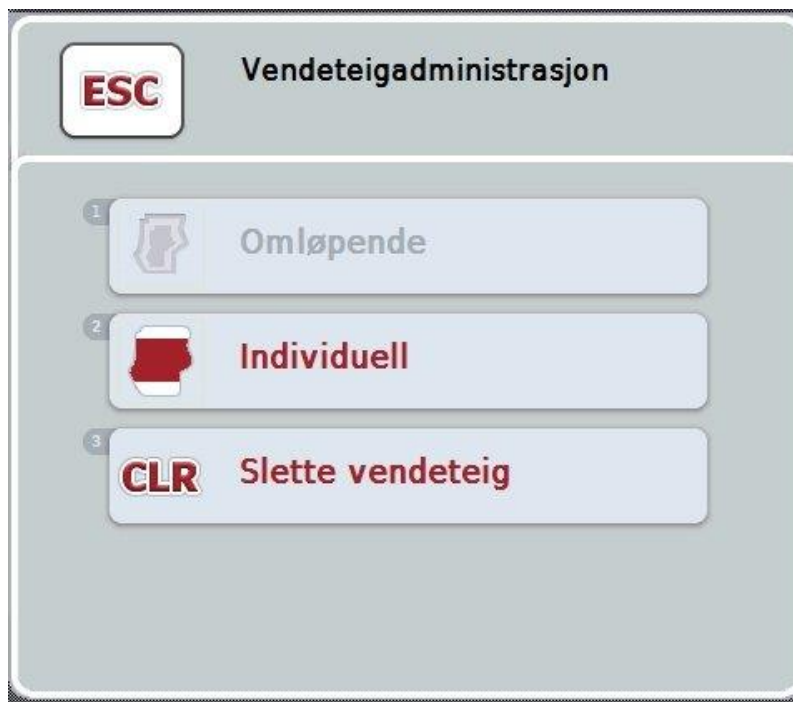 ESC
Vendeteigadministrasjon
1
Omløpende
2
Individuell
3
CLR
Slette vendeteig